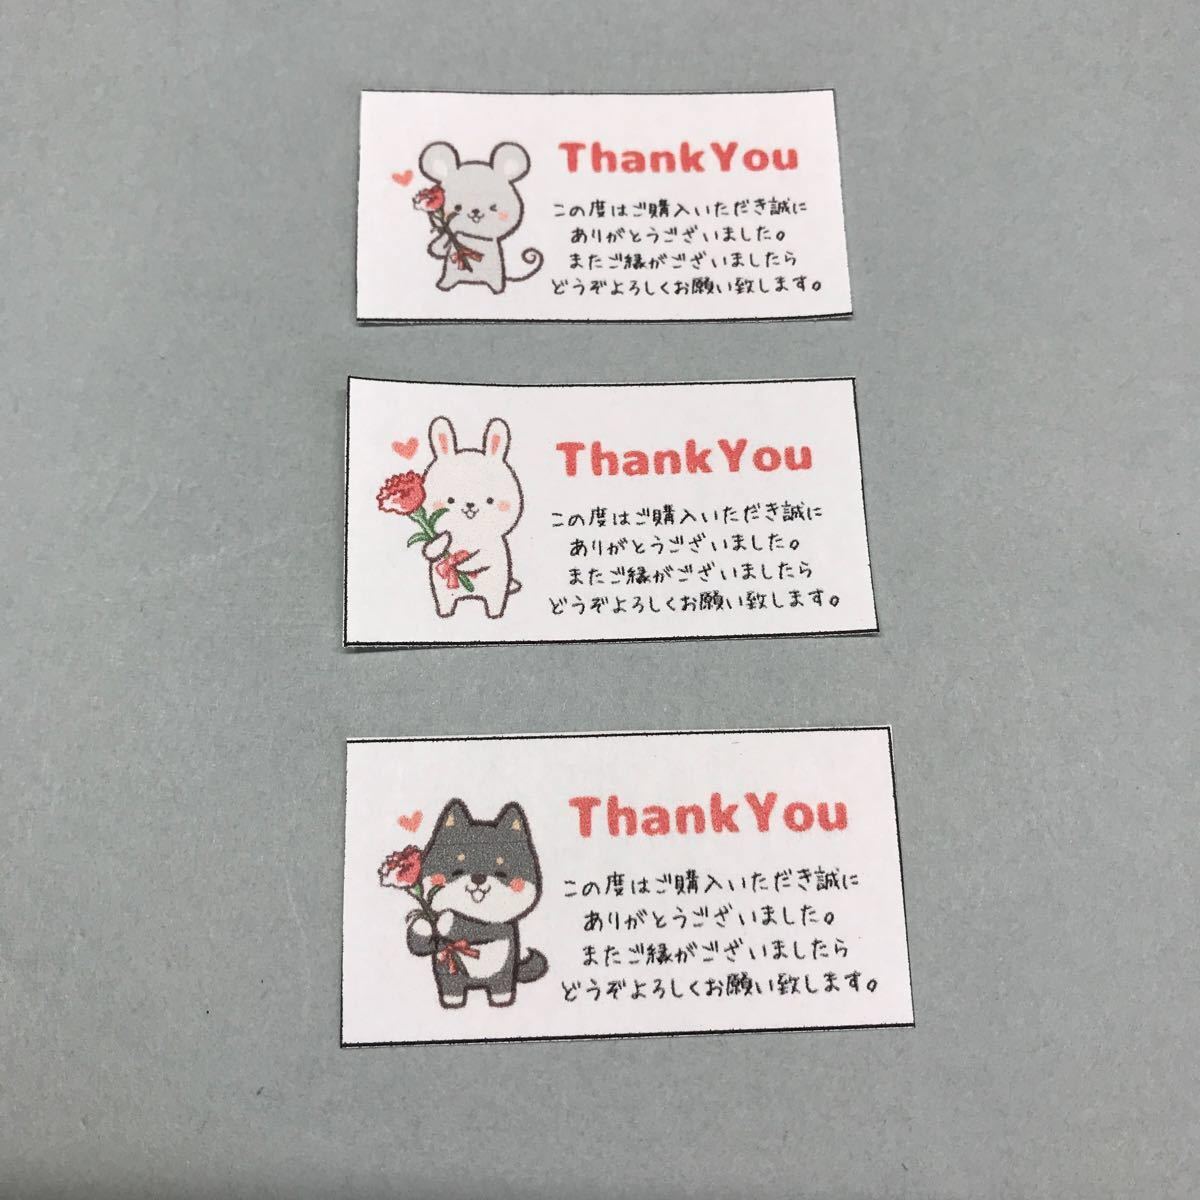 ThankYou
この度はご購入いただき誠に
ありがとうございました。
またご縁がございましたら
どうぞよろしくお願い致します。
ThankYou
この度はご購入いただき誠に
ありがとうございました。
またご縁がございましたら
どうぞよろしくお願い致します。
ThankYou
この度はご購入いただき誠に
ありがとうございました。
またご縁がございましたら
どうぞよろしくお願い致します。